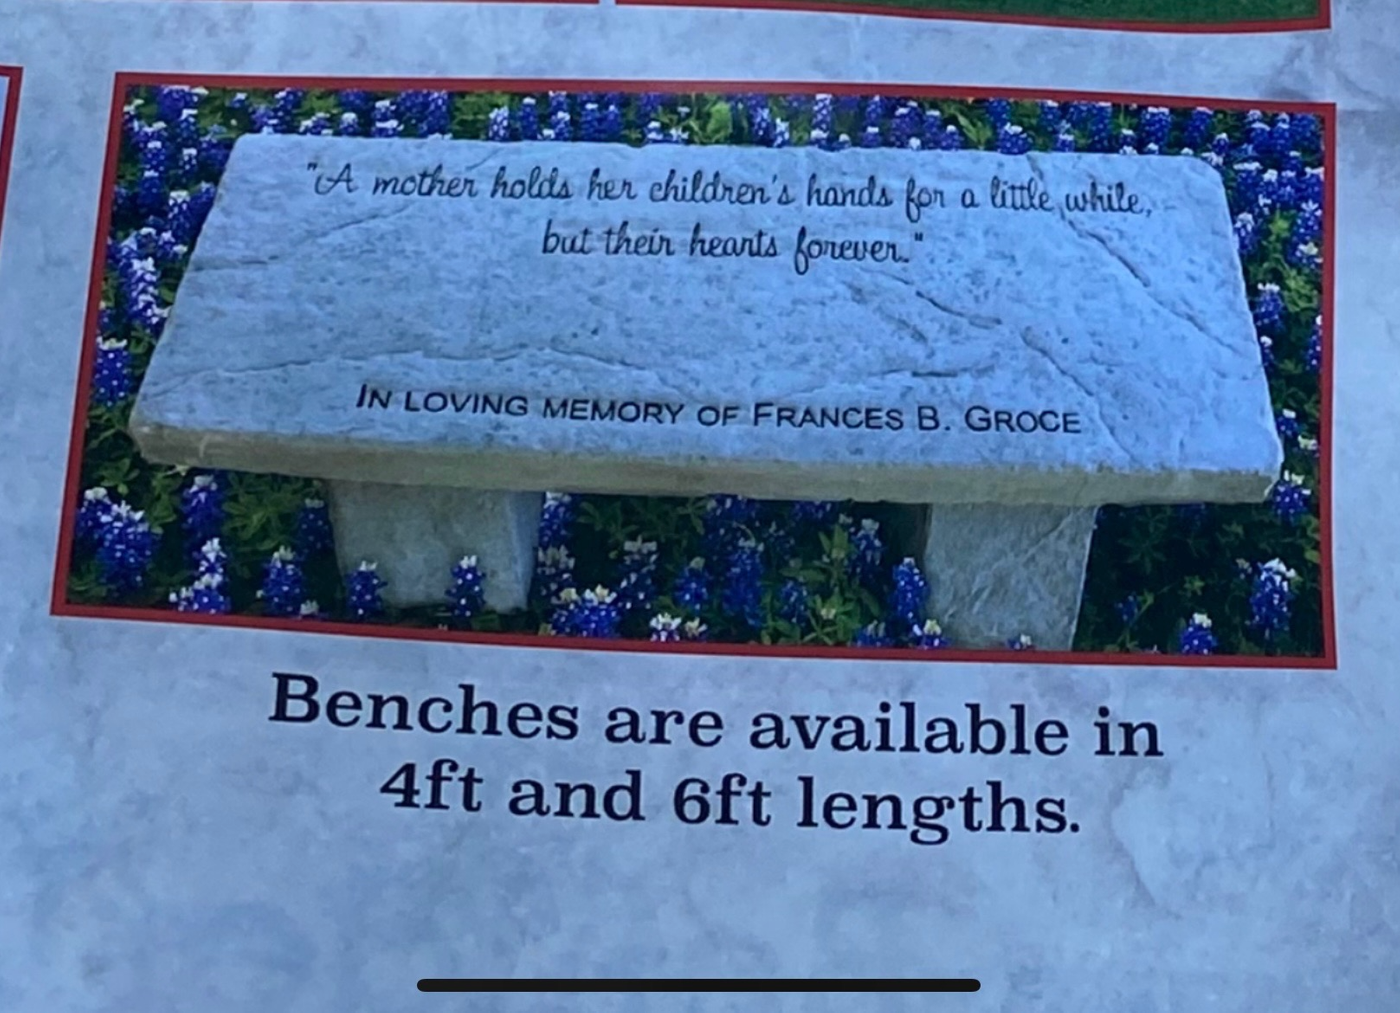 "A mother holds her children's hands for a little while,
but their hearts forever."
IN LOVING MEMORY OF FRANCES B. GROCE
Benches are available in
4ft and 6ft lengths.